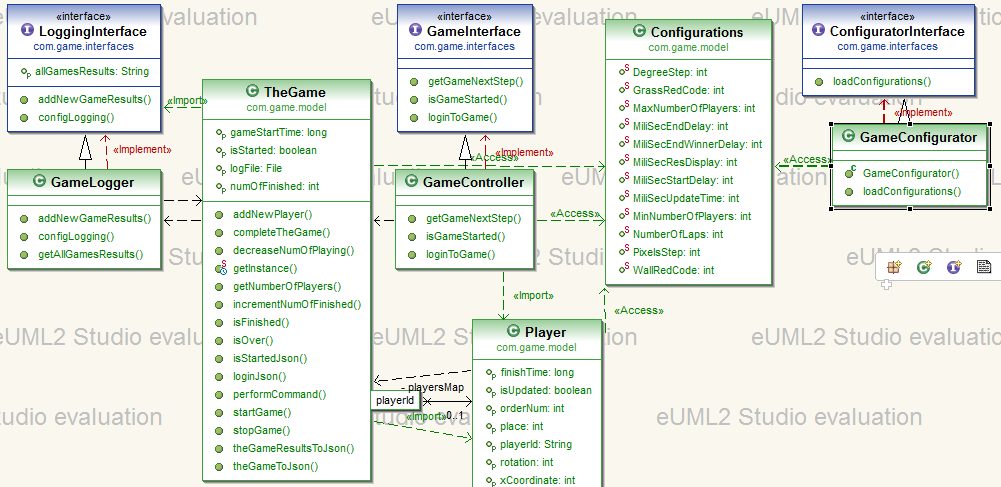 «interface»
LoggingInterface
com.game.interfaces
allGamesResults: String
addNewGameResults()
configLogging()
«Implement»
GameLogger
addNewGameResults()
configLogging()
getAllGamesResults()
«Import»
TheGame
com.game.model
gameStartTime: long
isStarted: boolean
logFile: File
numOfFinished: int
addNewPlayer()
completeTheGame()
decreaseNumOfPlaying()
getInstance()
getNumberOfPlayers()
incrementNumOfFinished()
isFinished()
isOver()
isStartedJson()
loginJson()
performCommand()
startGame()
stopGame()
theGameResultsToJson()
theGameToJson()
«interface»
GameInterface
com.game.interfaces
getGameNextStep()
isGameStarted()
loginToGame()
«Access»
«Implement»
GameController
getGameNextStep()
isGameStarted()
loginToGame()
«Access»
«Import»
Configurations
com.game.model
DegreeStep: int
GrassRedCode: int
MaxNumberOfPlayers: int
MiliSecEndDelay: int
MiliSecEndWinnerDelay: int
MiliSecResDisplay: int
MiliSecStartDelay: int
MiliSecUpdateTime: int
MinNumberOfPlayers: int
NumberOfLaps: int
PixelsStep: int
WallRedCode: int
«Access»
Player
com.game.model
finishTime: long
isUpdated: boolean
orderNum: int
place: int
playerId: String
rotation: int
xCoordinate: int
- playersMap
playerId
«Import»
0..1
«interface»
ConfiguratorInterface
com.game.interfaces
loadConfigurations()
«Implement»
GameConfigurator
GameConfigurator()
loadConfigurations()
«Access»
eUML2 Studio evaluation
eUML2 Studio evaluation
eUML2 Studio evaluation